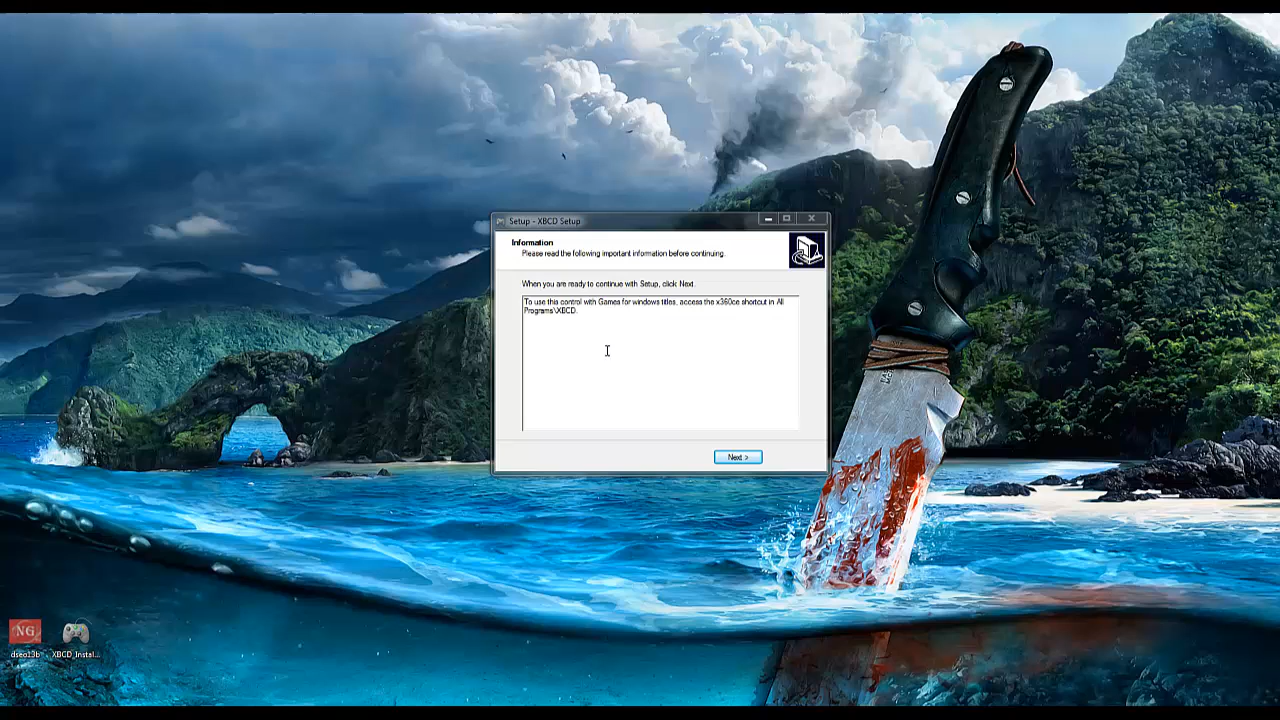 Setup - XBCD Setup
Information
Please read the following important information before continuing.
When you are ready to continue with Setup, click Next.
To use this control with Games for windows titles, access the x360ce shortcut in All
Programs\XBCD.
Next >
NG
dseo13b
XBCD_Instal...